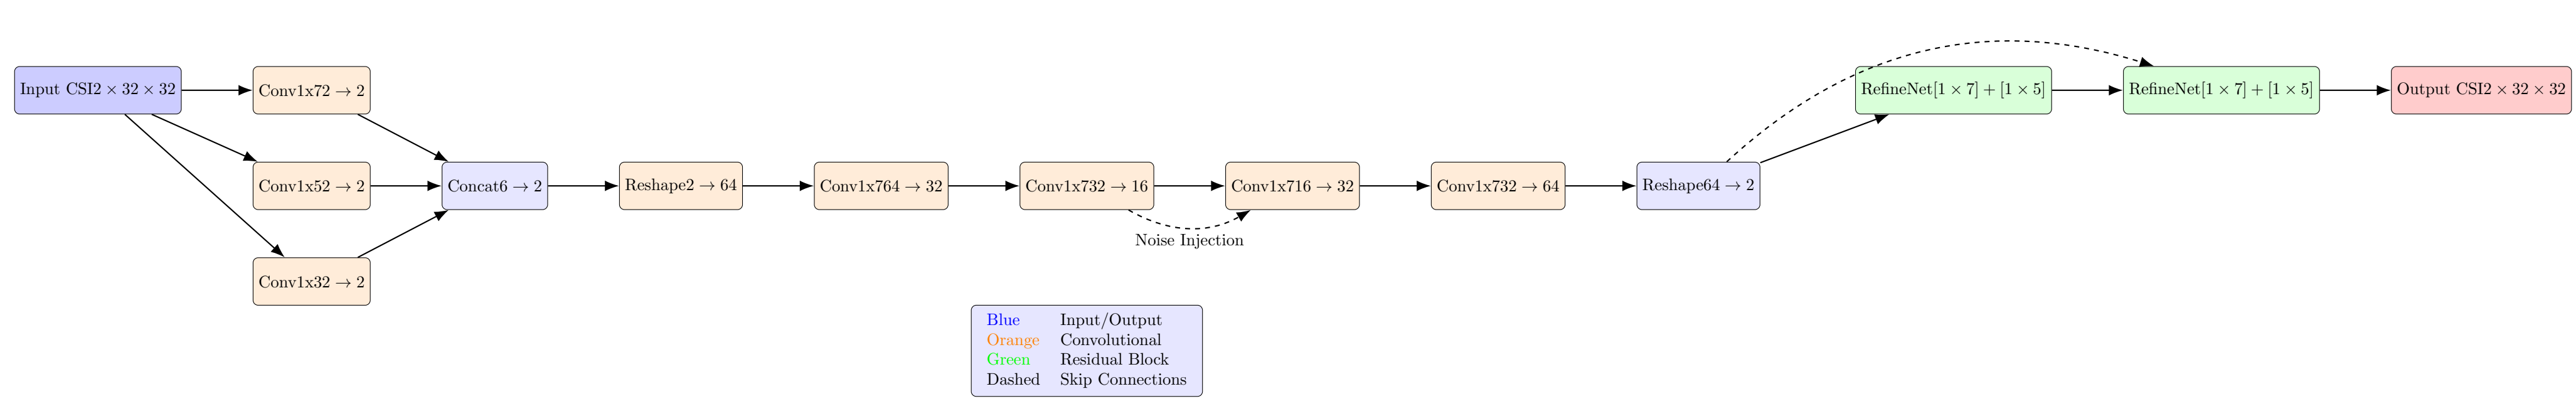 Input CSI2 × 32 × 32
Conv1x72 → 2
RefineNet[1 × 7] + [1 × 5]
RefineNet[1 × 7] + [1 × 5]
Output CSI2 × 32 × 32
Conv1x52 → 2
Concat6 → 2
Reshape2 → 64
Conv1x764 → 32
Conv1x732 → 16
Conv1x716 → 32
Conv1x732 → 64
Reshape64 → 2
Noise Injection
Conv1x32 → 2
Blue Input/Output
Orange Convolutional
Green Residual Block
Dashed Skip Connections